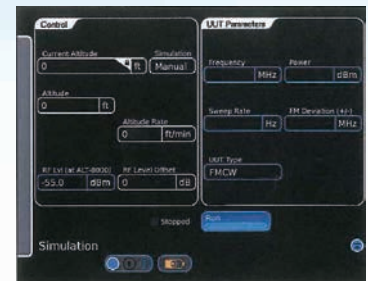 Control
Current Altitude
0 ft
Simulation
Manual
Altitude
0 ft
Altitude Rate
0 ft/min
RF Lvl (at ALT-8000)
-55.0 dBm
RF Level Offset
0 dB
UUT Parameters
Frequency
MHz
Power
dBm
Sweep Rate
Hz
FM Deviation (+/-)
MHz
UUT Type
FMCW
Stopped
Run
Simulation